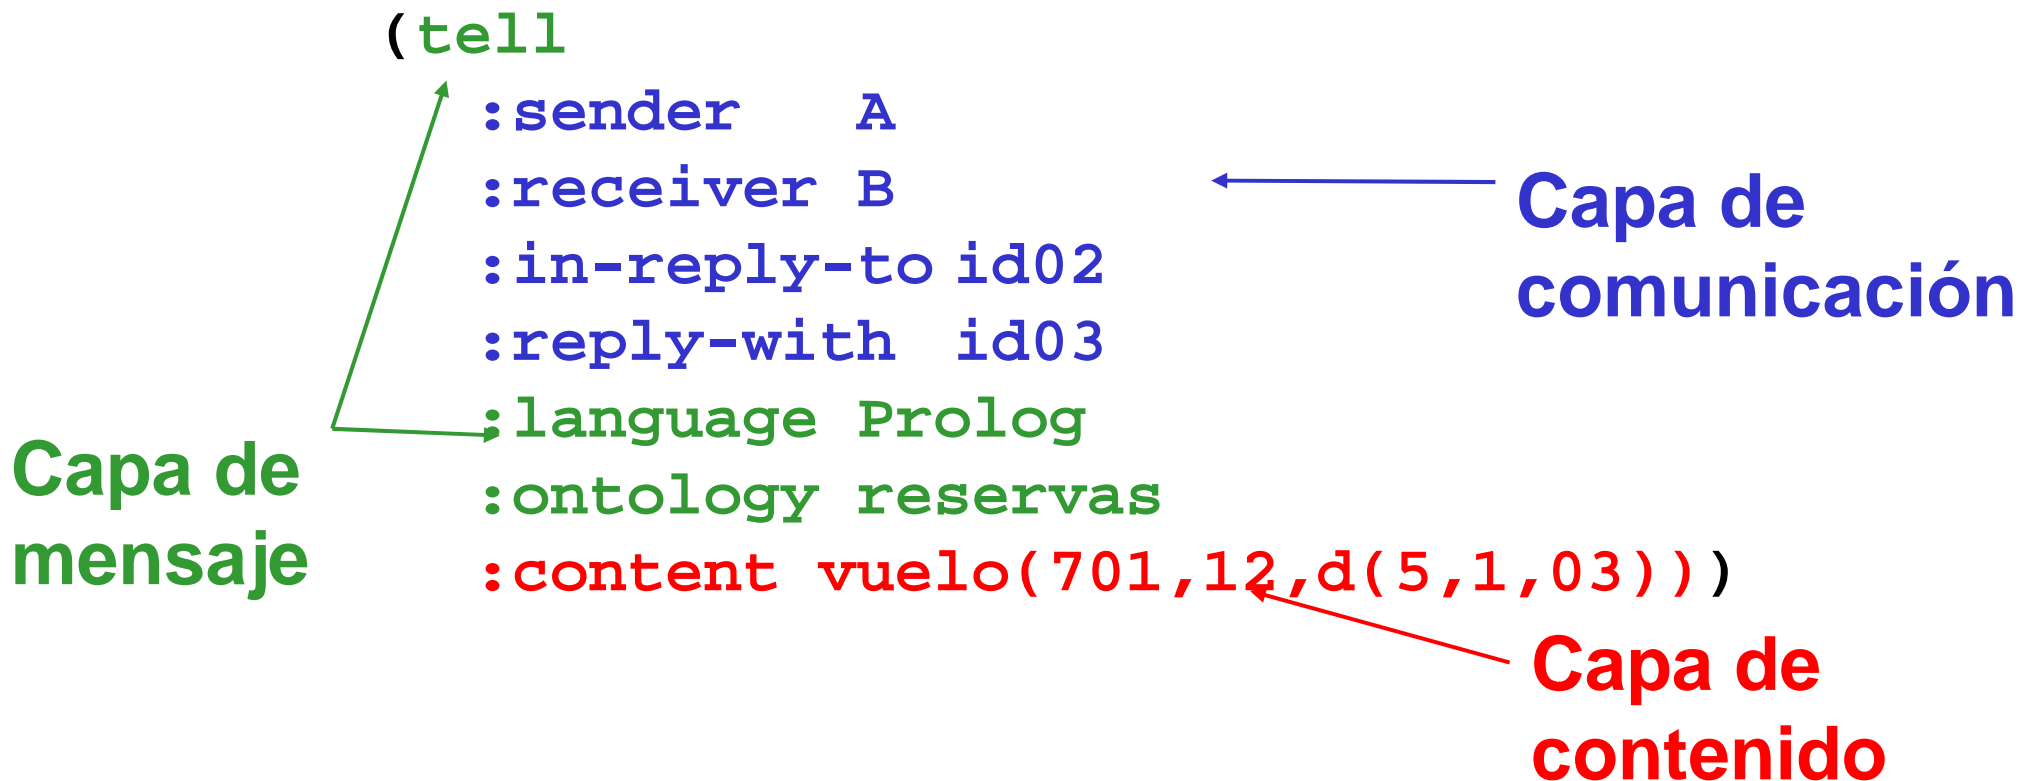 (tell
:sender A
:receiver B
:in-reply-to id02
:reply-with id03
:language Prolog
:ontology reservas
:content vuelo(701,12,d(5,1,03)))
Capa de
comunicación
Capa de
mensaje
Capa de
contenido